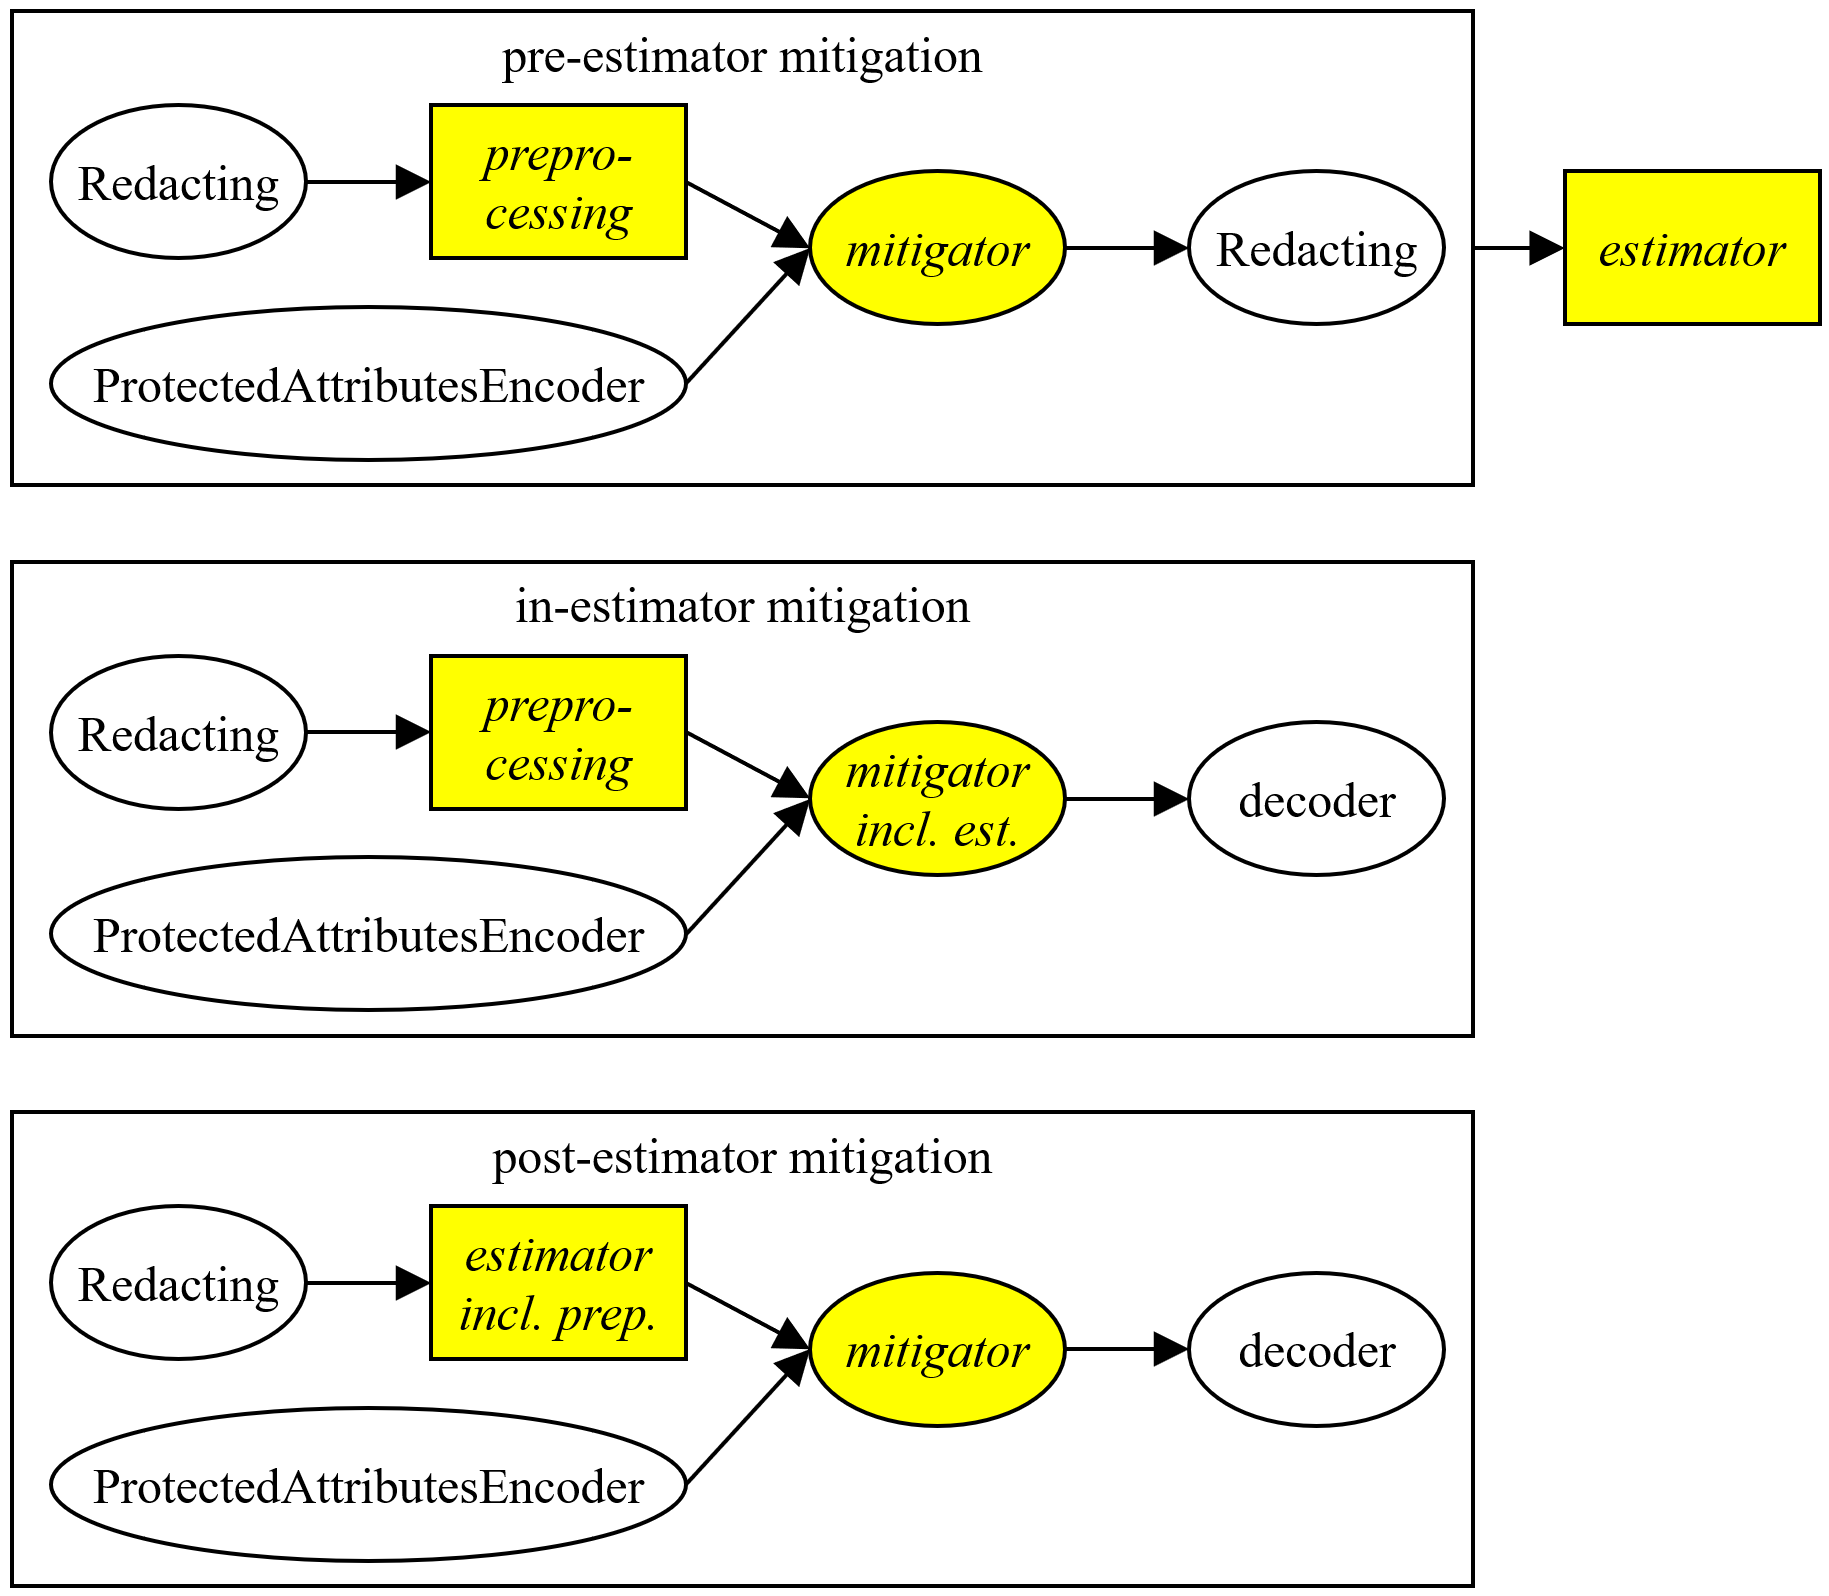 pre-estimator mitigation
Redacting
prepro-
cessing
ProtectedAttributesEncoder
mitigator
Redacting
estimator
in-estimator mitigation
Redacting
prepro-
cessing
ProtectedAttributesEncoder
mitigator
incl. est.
decoder
post-estimator mitigation
Redacting
estimator
incl. prep.
ProtectedAttributesEncoder
mitigator
decoder